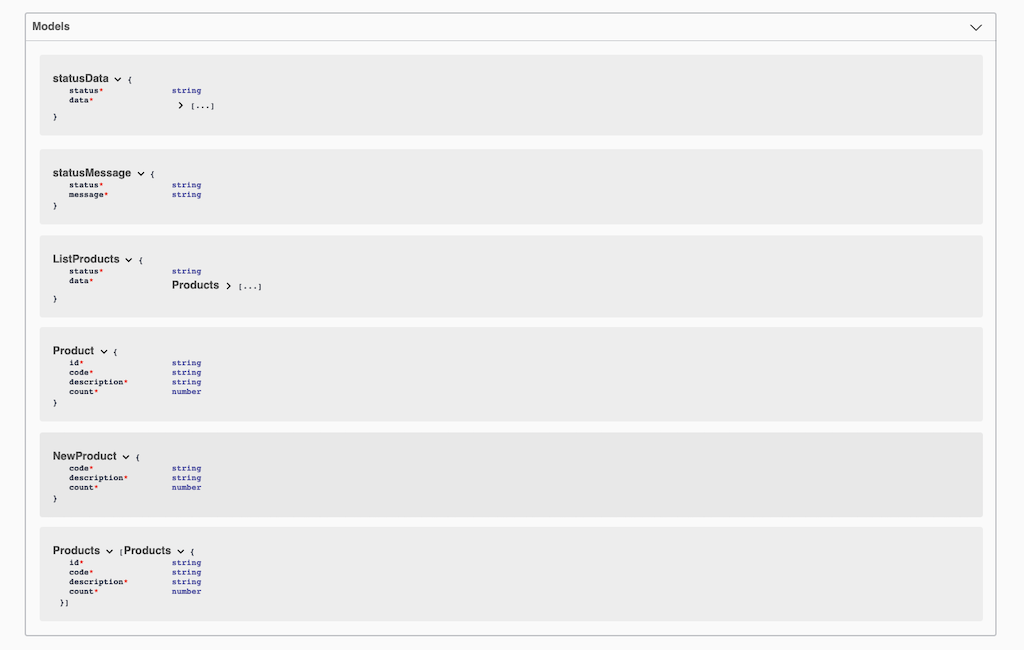 Models
statusData {
status* string
data*
[...]
}
statusMessage {
status* string
message* string
}
ListProducts {
status* string
data*
Products [...]
}
Product {
id* string
code* string
description* string
count* number
}
NewProduct {
code* string
description* string
count* number
}
Products [Products {
id* string
code* string
description* string
count* number
}]